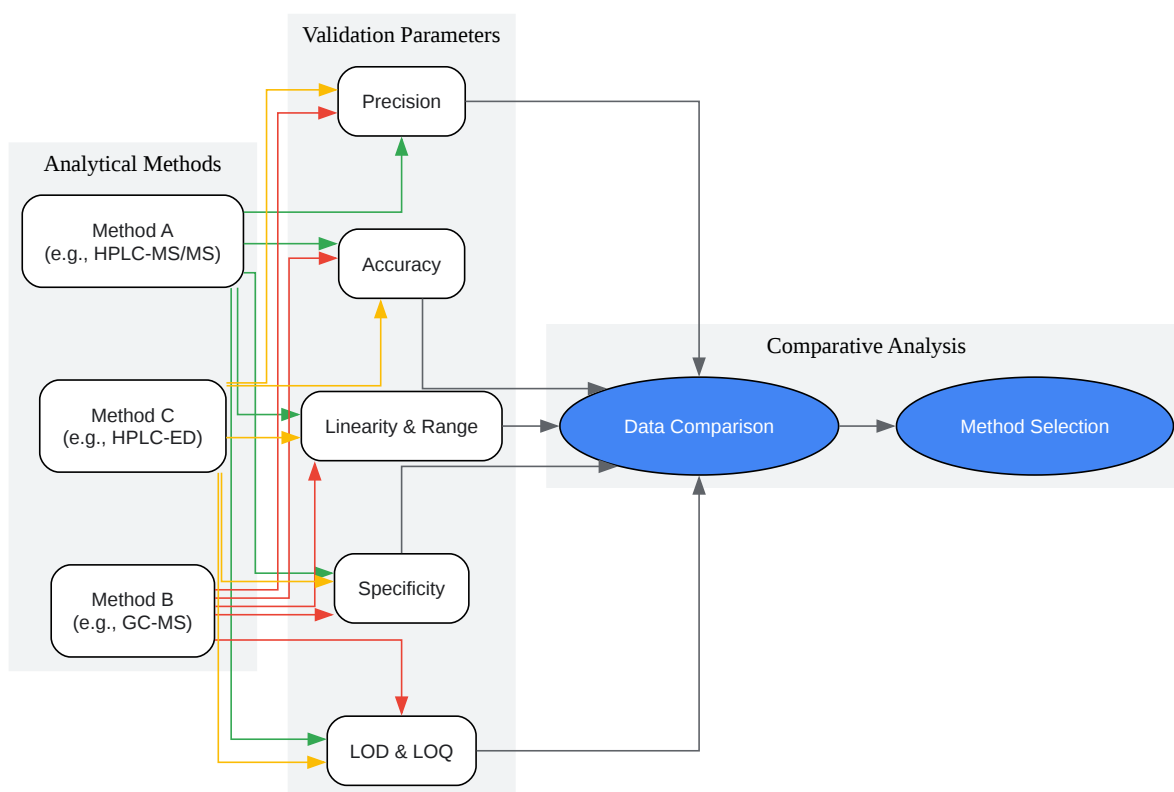 Validation Parameters
Precision
Analytical Methods
Method A
(e.g., HPLC-MS/MS)
Accuracy
Comparative Analysis
Method C
(e.g., HPLC-ED)
Linearity & Range
Data Comparison
Method Selection
Method B
(e.g., GC-MS)
Specificity
LOD & LOQ